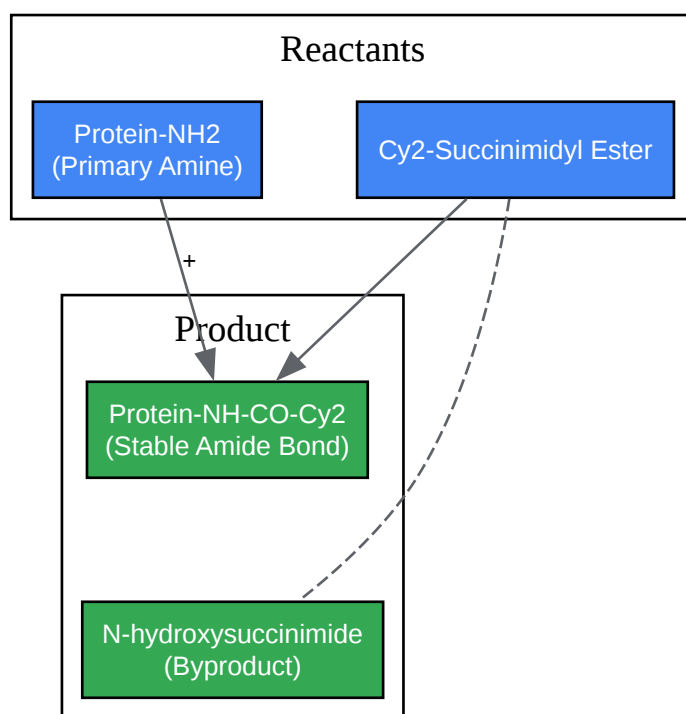 Reactants
Protein-NH2
(Primary Amine)
Cy2-Succinimidyl Ester
+
Product
Protein-NH-CO-Cy2
(Stable Amide Bond)
N-hydroxysuccinimide
(Byproduct)